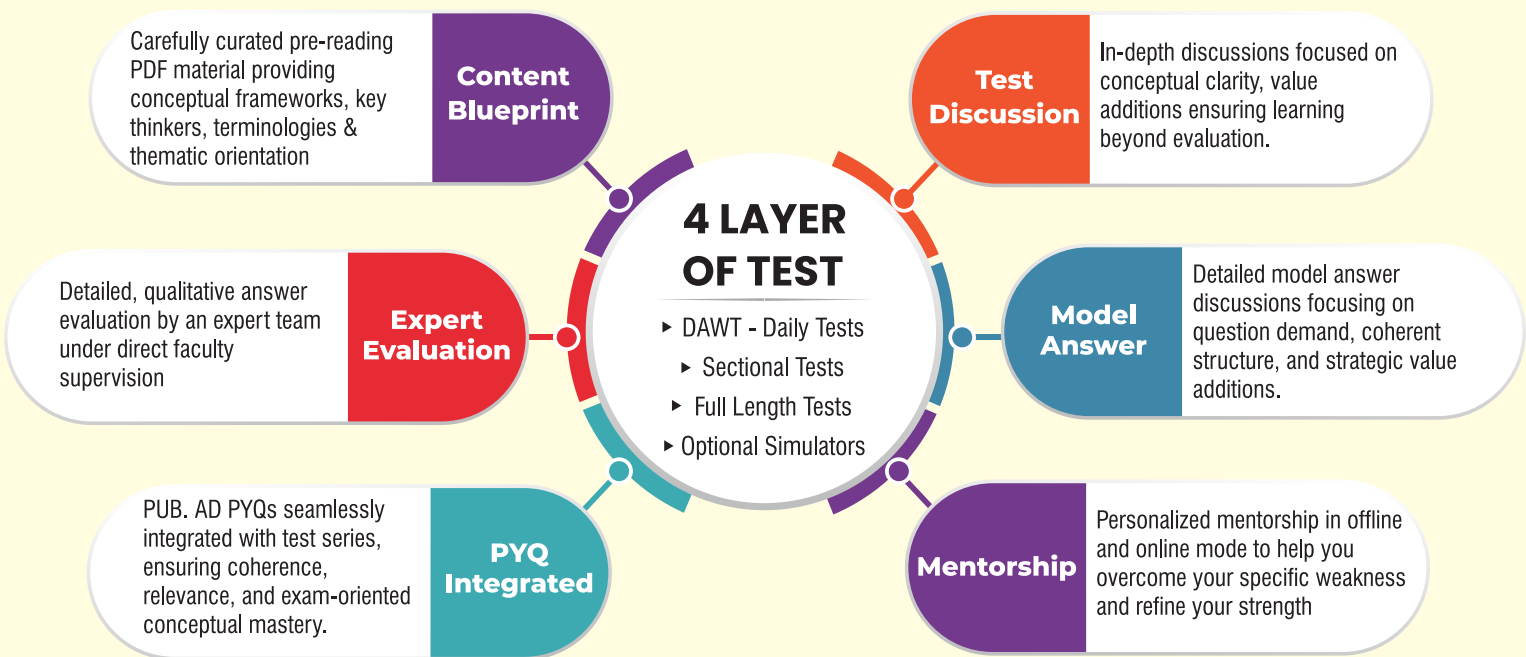 Carefully curated pre-reading
PDF material providing
conceptual frameworks, key
thinkers, terminologies &
thematic orientation
Content
Blueprint
Detailed, qualitative answer
evaluation by an expert team
under direct faculty
supervision
Expert
Evaluation
PUB. AD PYQs seamlessly
integrated with test series,
ensuring coherence,
relevance, and exam-oriented
conceptual mastery.
PYQ
Integrated
4 LAYER
OF TEST
▸ DAWT - Daily Tests
▸ Sectional Tests
▸ Full Length Tests
▸ Optional Simulators
Test
Discussion
In-depth discussions focused on
conceptual clarity, value
additions ensuring learning
beyond evaluation.
Model
Answer
Detailed model answer
discussions focusing on
question demand, coherent
structure, and strategic value
additions.
Mentorship
Personalized mentorship in offline
and online mode to help you
overcome your specific weakness
and refine your strength